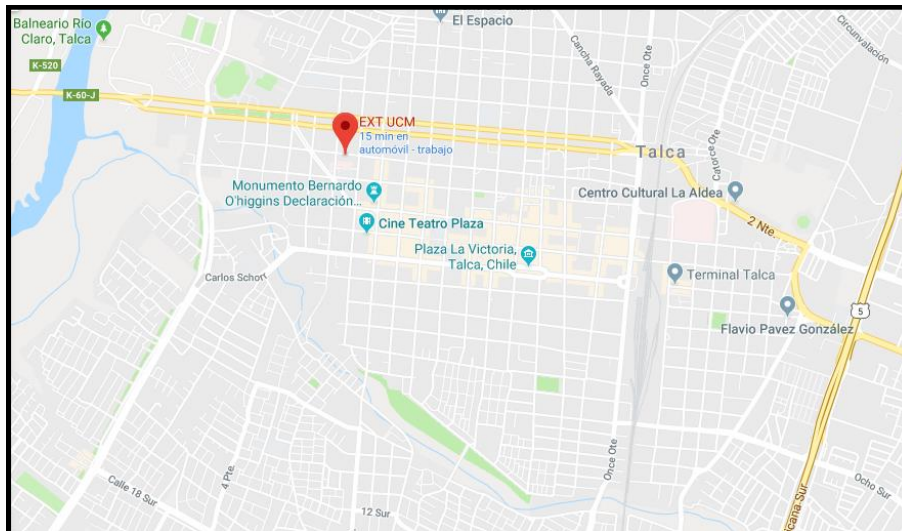 El Espacio
Balneario Río
Claro, Talca
K-520
K-60-J
Cancha Rayada
Once Ote
Circunvalación
EXT UCM
15 min en
automóvil - trabajo
Talca
Catorce Ote
Monumento Bernardo
O'higgins Declaración...
Centro Cultural La Aldea
Cine Teatro Plaza
2 Nte.
Plaza La Victoria,
Talca, Chile
Carlos Schorr
Terminal Talca
5
Flavio Pavez González
Once Ote
Ocho Sur
Calle 18 Sur
4 Pte.
12 Sur
icana Sur